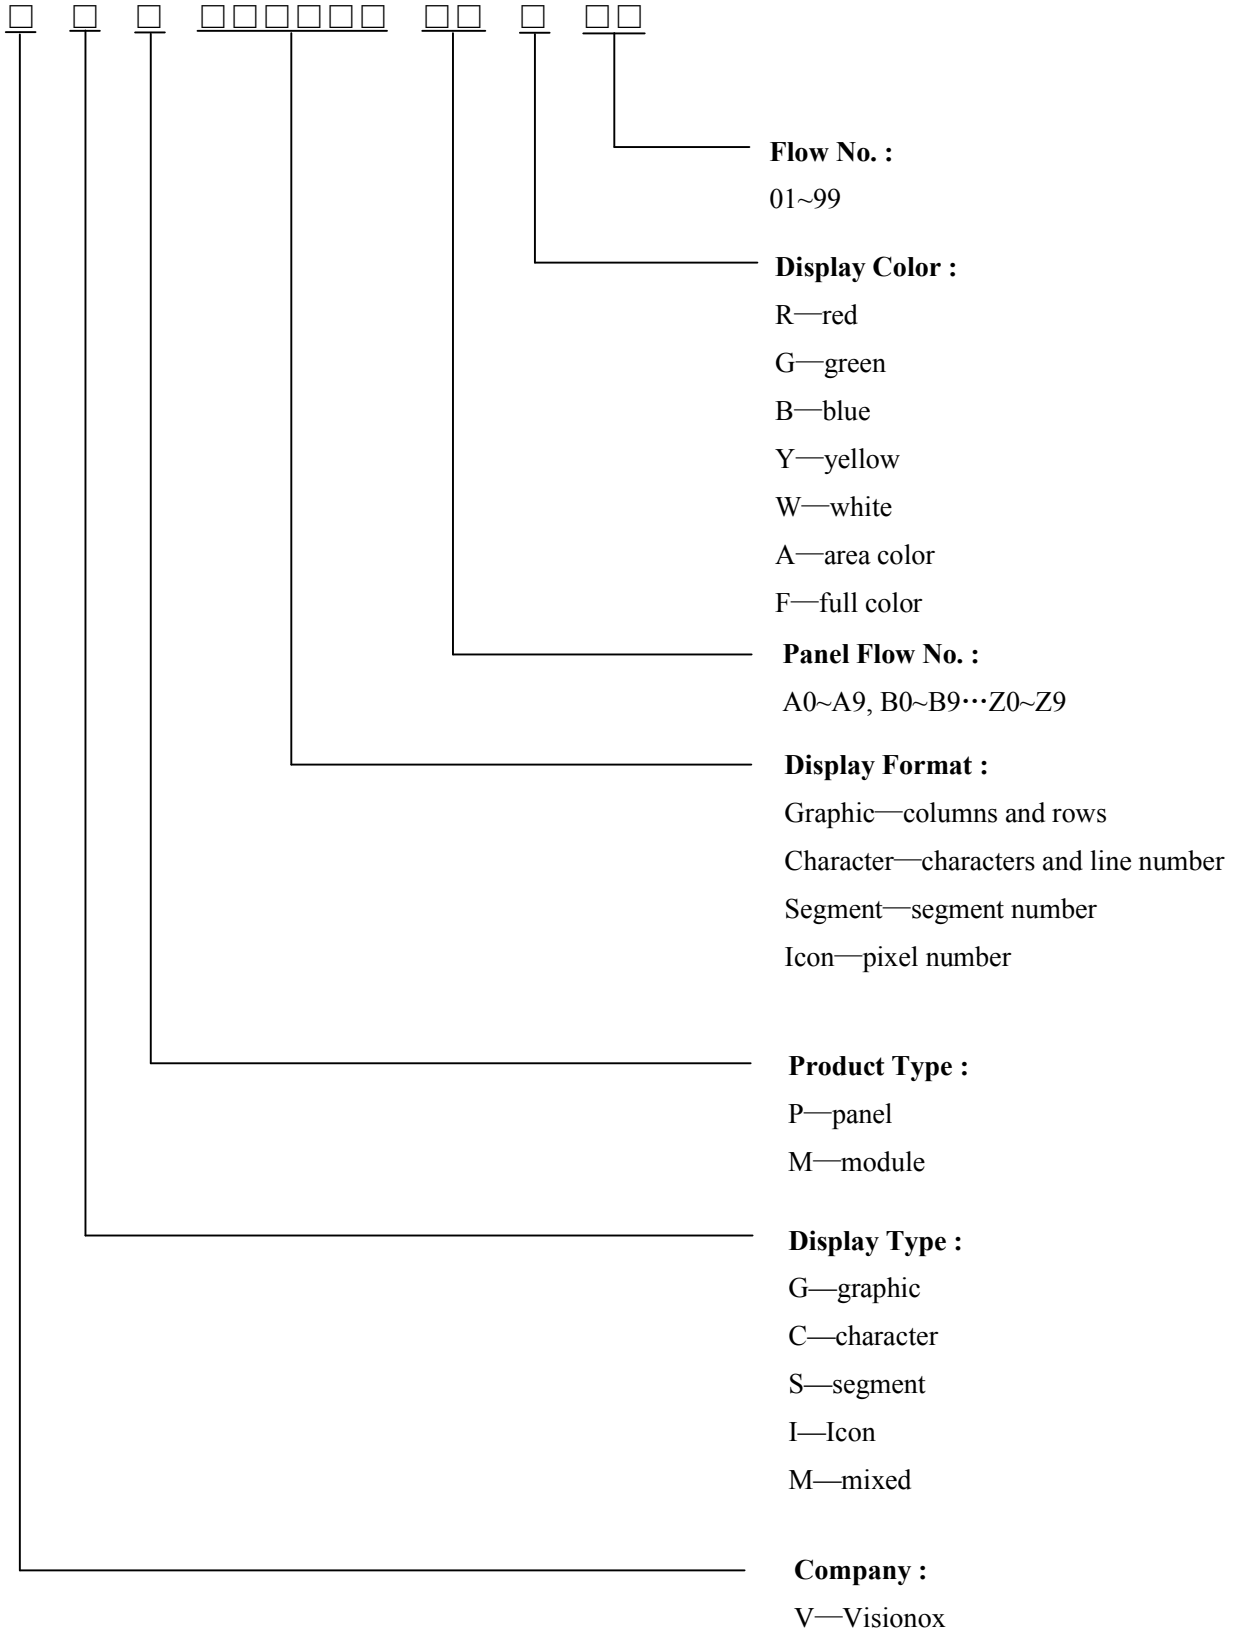 □ □ □ □□□□□□ □□ □ □□
Flow No. :
01~99
Display Color :
R—red
G—green
B—blue
Y—yellow
W—white
A—area color
F—full color
Panel Flow No. :
A0~A9, B0~B9⋯Z0~Z9
Display Format :
Graphic—columns and rows
Character—characters and line number
Segment—segment number
Icon—pixel number
Product Type :
P—panel
M—module
Display Type :
G—graphic
C—character
S—segment
I—Icon
M—mixed
Company :
V—Visionox